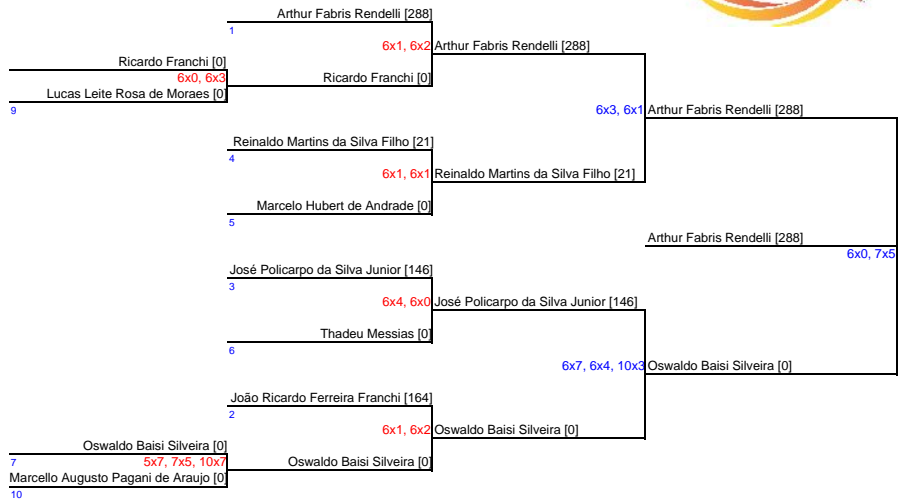 Arthur Fabris Rendelli [288]
1
6x1, 6x2 Arthur Fabris Rendelli [288]
Ricardo Franchi [0]
6x0, 6x3 Ricardo Franchi [0]
Lucas Leite Rosa de Moraes [0]
9
6x3, 6x1 Arthur Fabris Rendelli [288]
Reinaldo Martins da Silva Filho [21]
4
6x1, 6x1 Reinaldo Martins da Silva Filho [21]
Marcelo Hubert de Andrade [0]
5
Arthur Fabris Rendelli [288]
6x0, 7x5
José Policarpo da Silva Junior [146]
3
6x4, 6x0 José Policarpo da Silva Junior [146]
Thadeu Messias [0]
6
6x7, 6x4, 10x3 Oswaldo Baisi Silveira [0]
João Ricardo Ferreira Franchi [164]
2
6x1, 6x2 Oswaldo Baisi Silveira [0]
Oswaldo Baisi Silveira [0]
7 5x7, 7x5, 10x7 Oswaldo Baisi Silveira [0]
Marcello Augusto Pagani de Araujo [0]
10